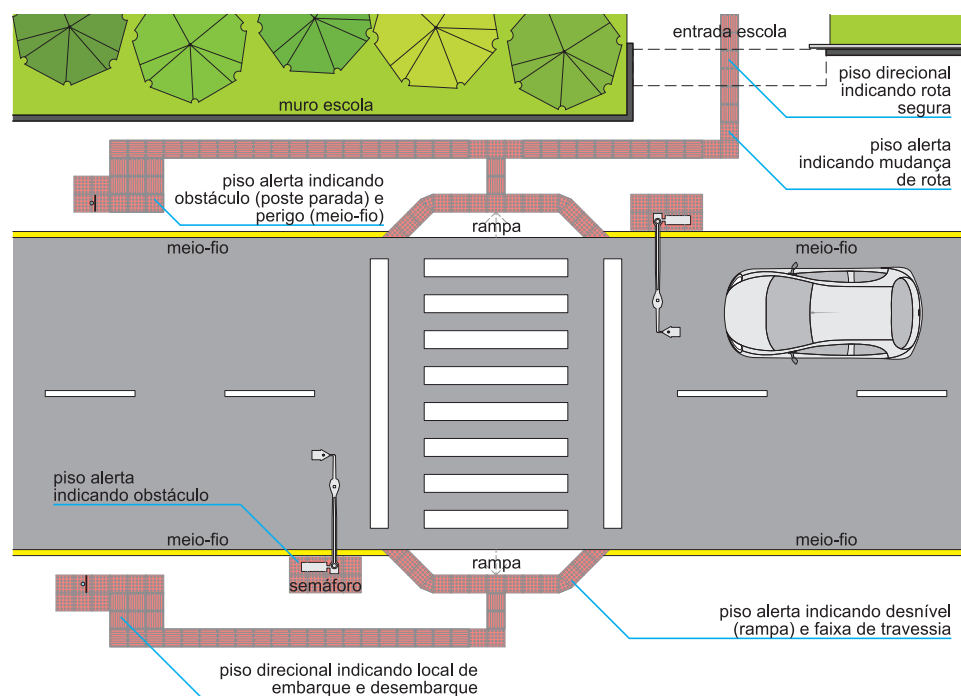 entrada escola
piso direcional
indicando rota
segura
muro escola
piso alerta
indicando mudança
de rota
piso alerta indicando
obstáculo (poste parada) e
perigo (meio-fio)
rampa
meio-fio
meio-fio
piso alerta
indicando obstáculo
meio-fio
meio-fio
rampa
semáforo
piso alerta indicando desnível
(rampa) e faixa de travessia
piso direcional indicando local de
embarque e desembarque